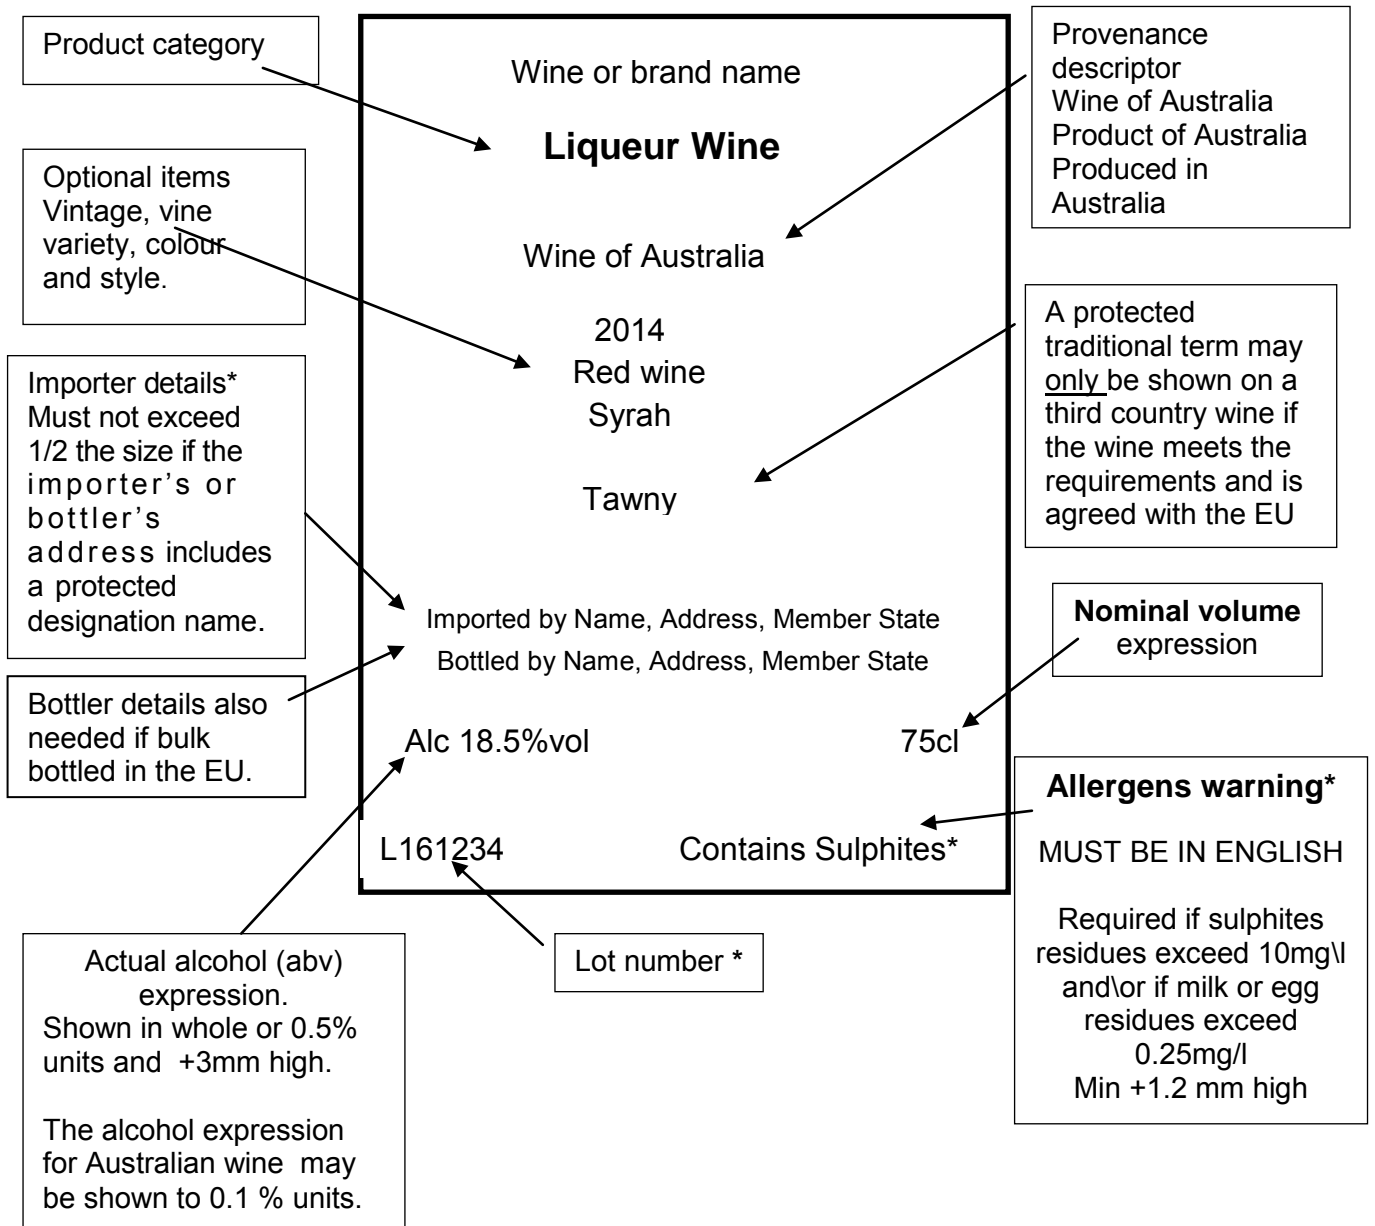 Product category
Wine or brand name
Liqueur Wine
Provenance
descriptor
Wine of Australia
Product of Australia
Produced in
Australia
Optional items
Vintage, vine
variety, colour
and style.
Wine of Australia
2014
Red wine
Syrah
Tawny
A protected
traditional term may
only be shown on a
third country wine if
the wine meets the
requirements and is
agreed with the EU
Importer details*
Must not exceed
1/2 the size if the
importer's or
bottler's
address includes
a protected
designation name.
Imported by Name, Address, Member State
Bottled by Name, Address, Member State
Nominal volume
expression
Bottler details also
needed if bulk
bottled in the EU.
Alc 18.5%vol
75cl
L161234
Contains Sulphites*
Allergens warning*
MUST BE IN ENGLISH
Required if sulphites
residues exceed 10mg\l
and\or if milk or egg
residues exceed
0.25mg/l
Min +1.2 mm high
Actual alcohol (abv)
expression.
Shown in whole or 0.5%
units and +3mm high.
The alcohol expression
for Australian wine may
be shown to 0.1 % units.
Lot number *